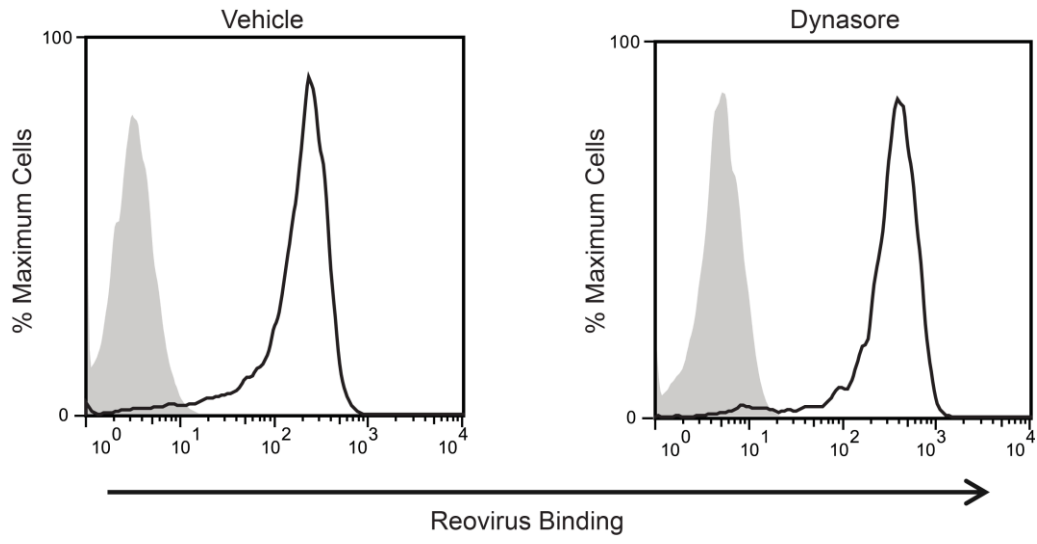 Vehicle
Dynasore
100
100
% Maximum Cells
% Maximum Cells
0
0
10^0 10^1 10^2 10^3 10^4
10^0 10^1 10^2 10^3 10^4
Reovirus Binding